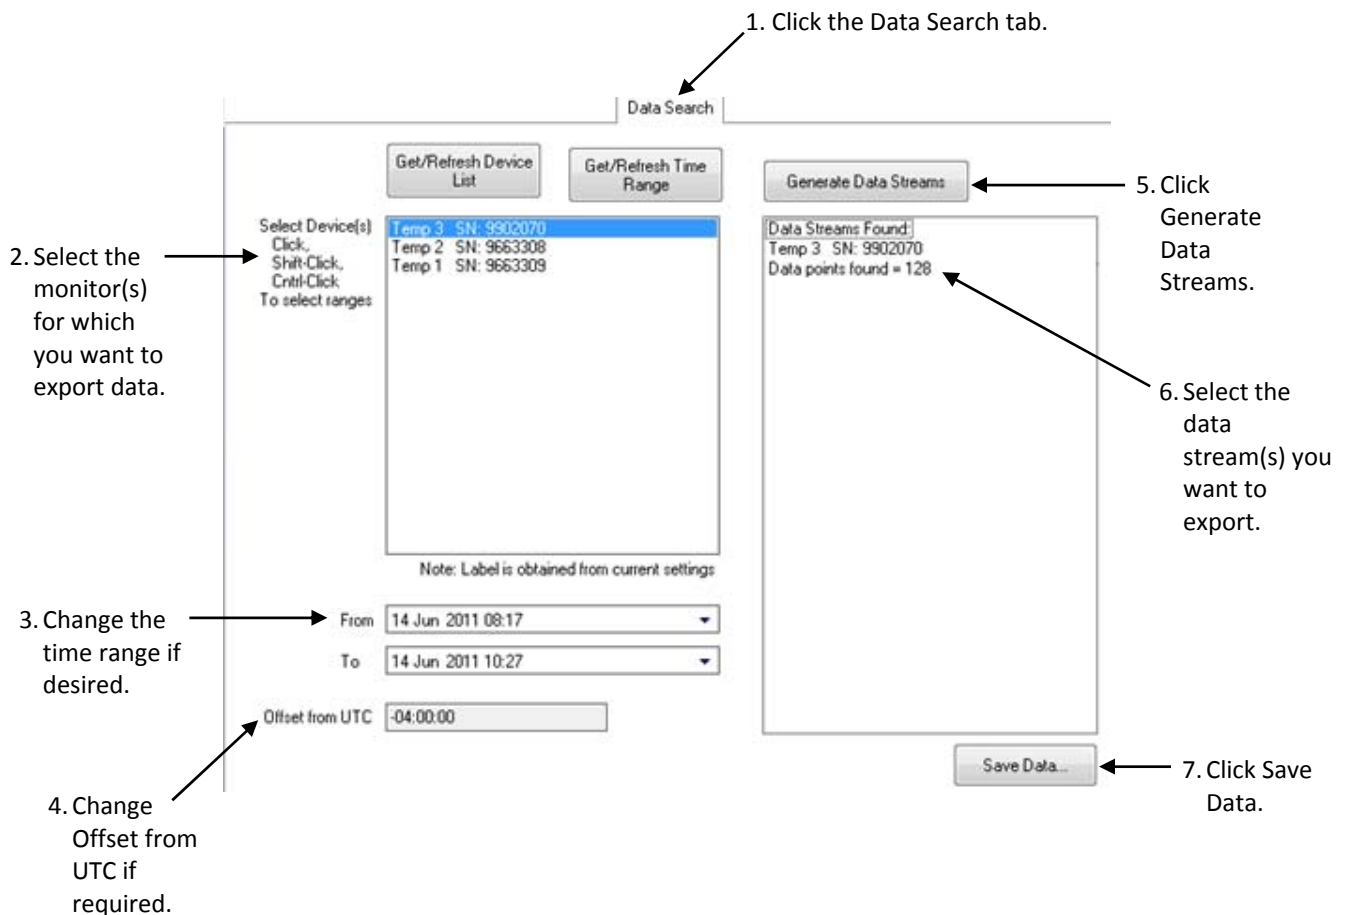 1. Click the Data Search tab.
Data Search
Get/Refresh Device
List
Get/Refresh Time
Range
Generate Data Streams
5. Click
Generate
Data
Streams.
Select Device(s)
Click,
Shift-Click,
Cntrl-Click
To select ranges
Temp 3 SN: 9902070
Temp 2 SN: 9663308
Temp 1 SN: 9663309
Data Streams Found:
Temp 3 SN: 9902070
Data points found = 128
2. Select the
monitor(s)
for which
you want to
export data.
6. Select the
data
stream(s) you
want to
export.
Note: Label is obtained from current settings
3. Change the
time range if
desired.
From 14 Jun 2011 08:17
To 14 Jun 2011 10:27
Offset from UTC -04:00:00
Save Data...
7. Click Save
Data.
4. Change
Offset from
UTC if
required.